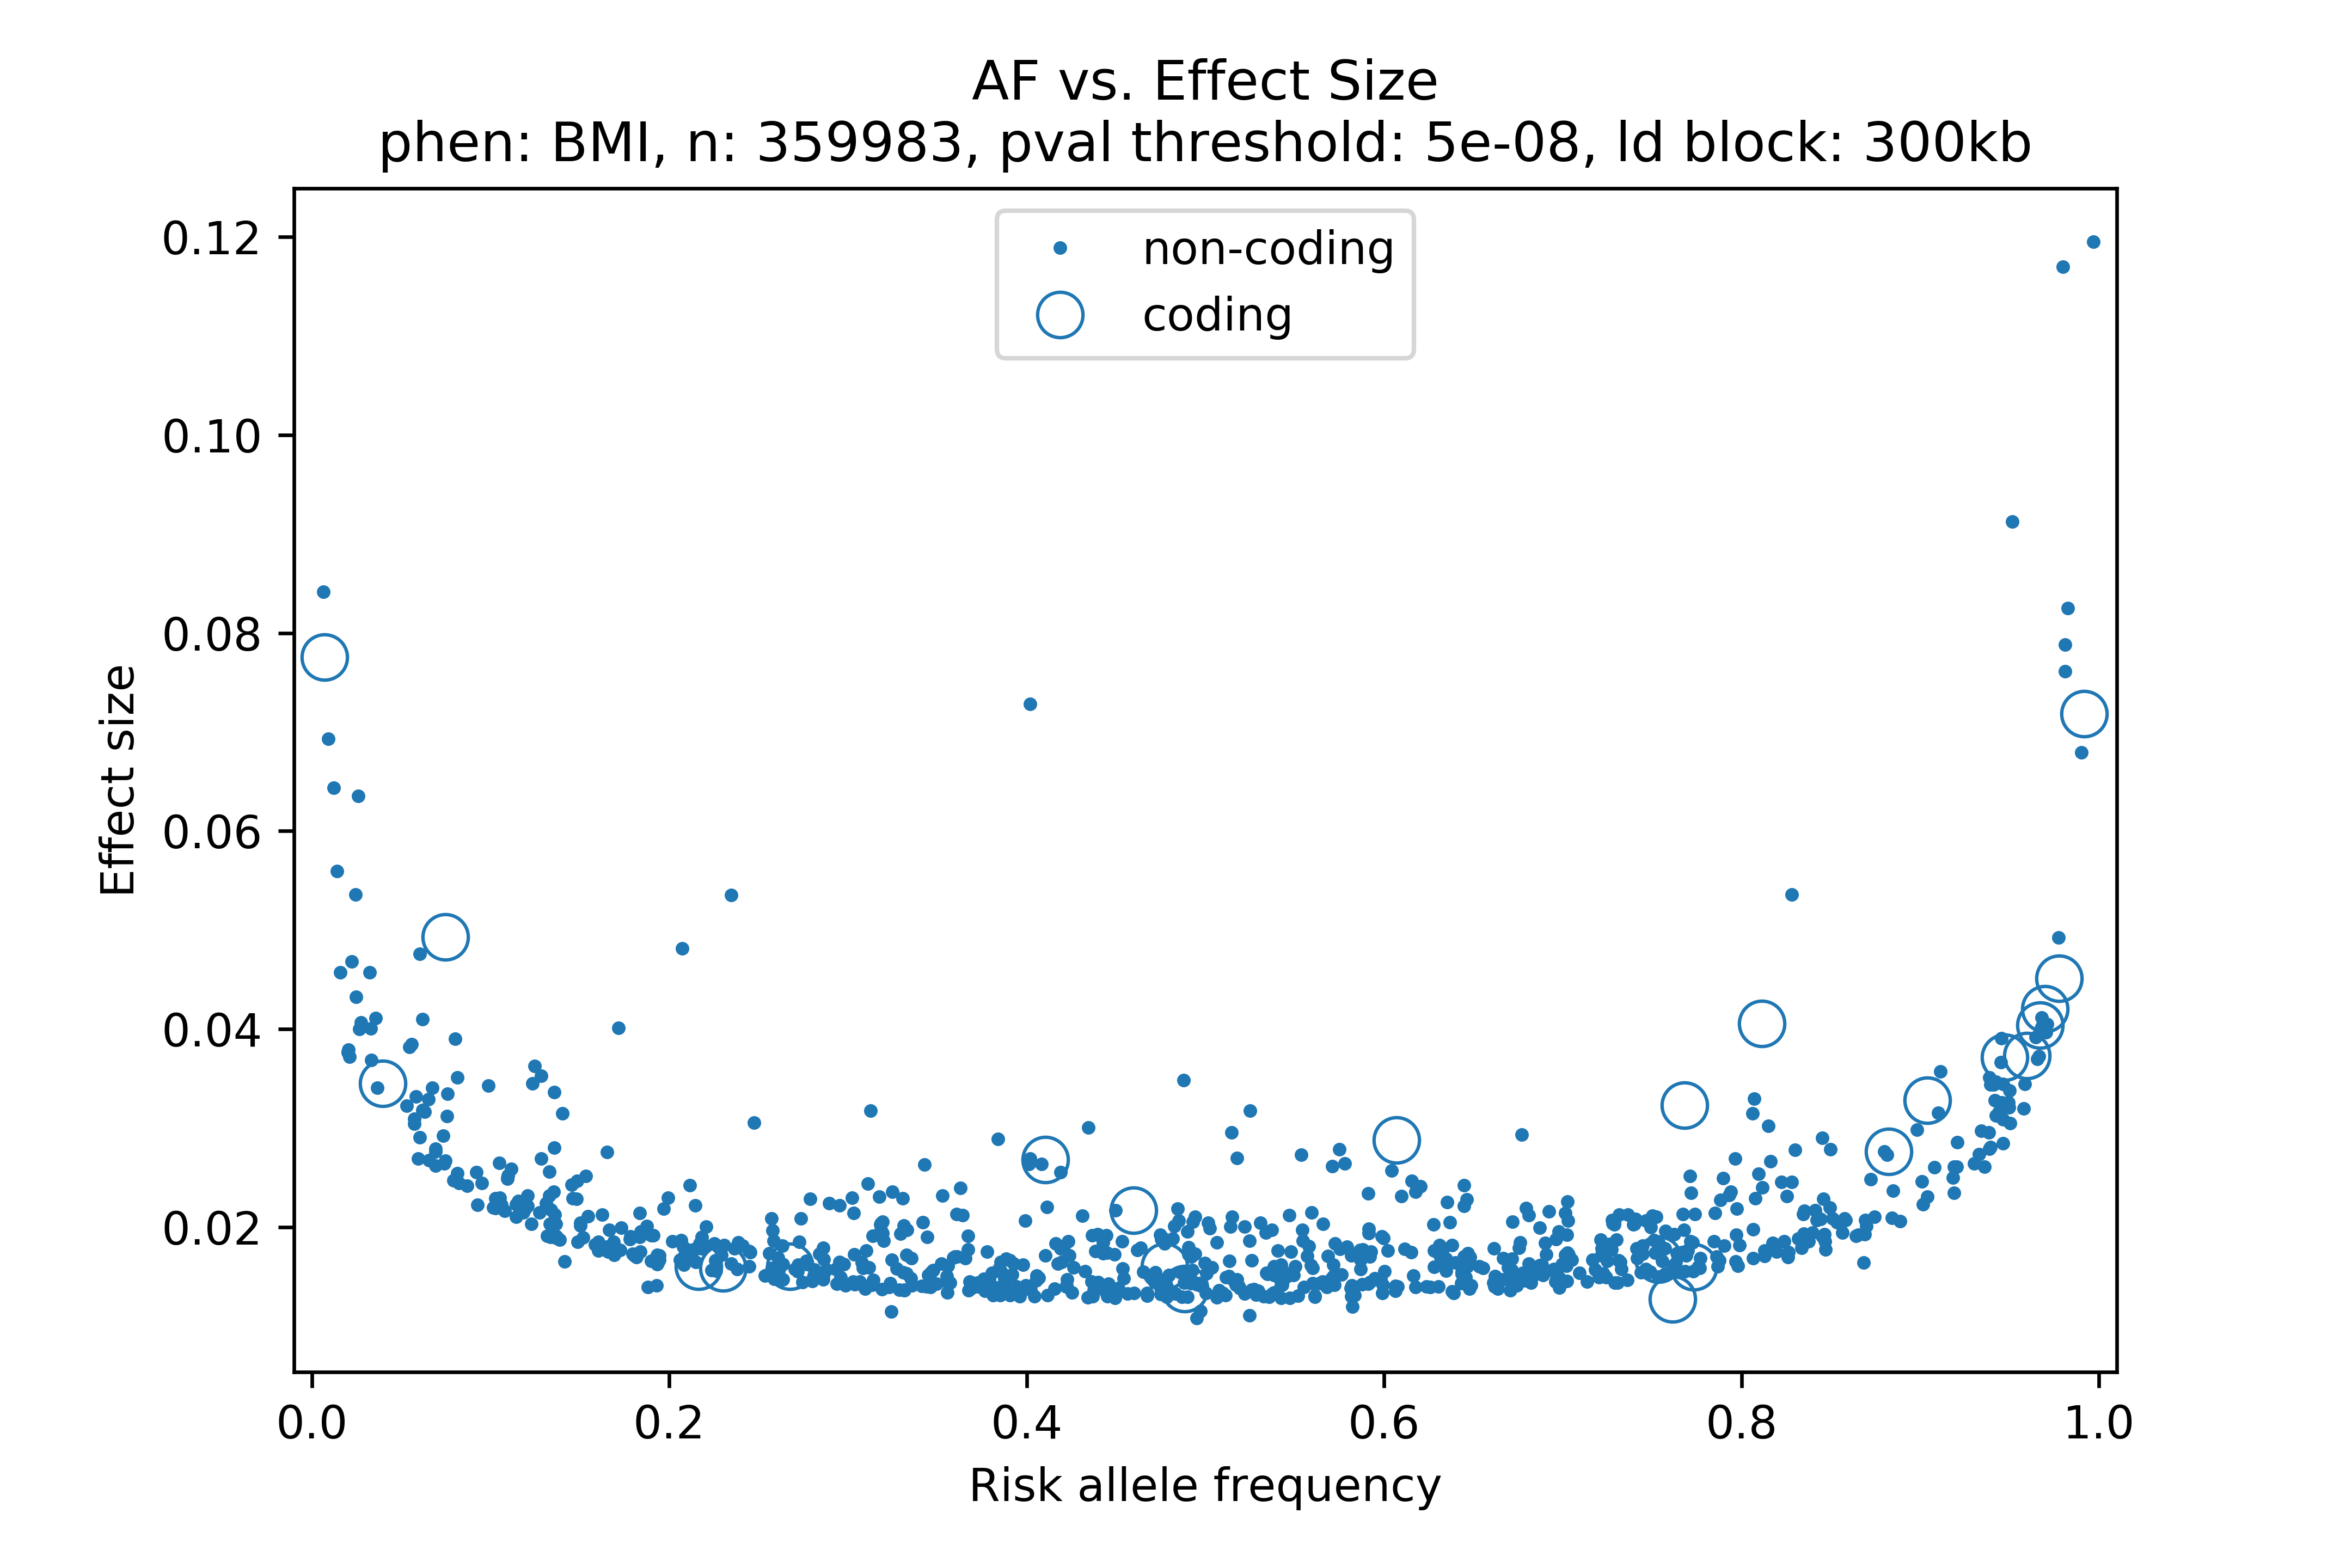 AF vs. Effect Size
phen: BMI, n: 359983, pval threshold: 5e-08, ld block: 300kb
non-coding
coding
0.12
0.10
0.08
0.06
0.04
0.02
Effect size
0.0 0.2 0.4 0.6 0.8 1.0
Risk allele frequency